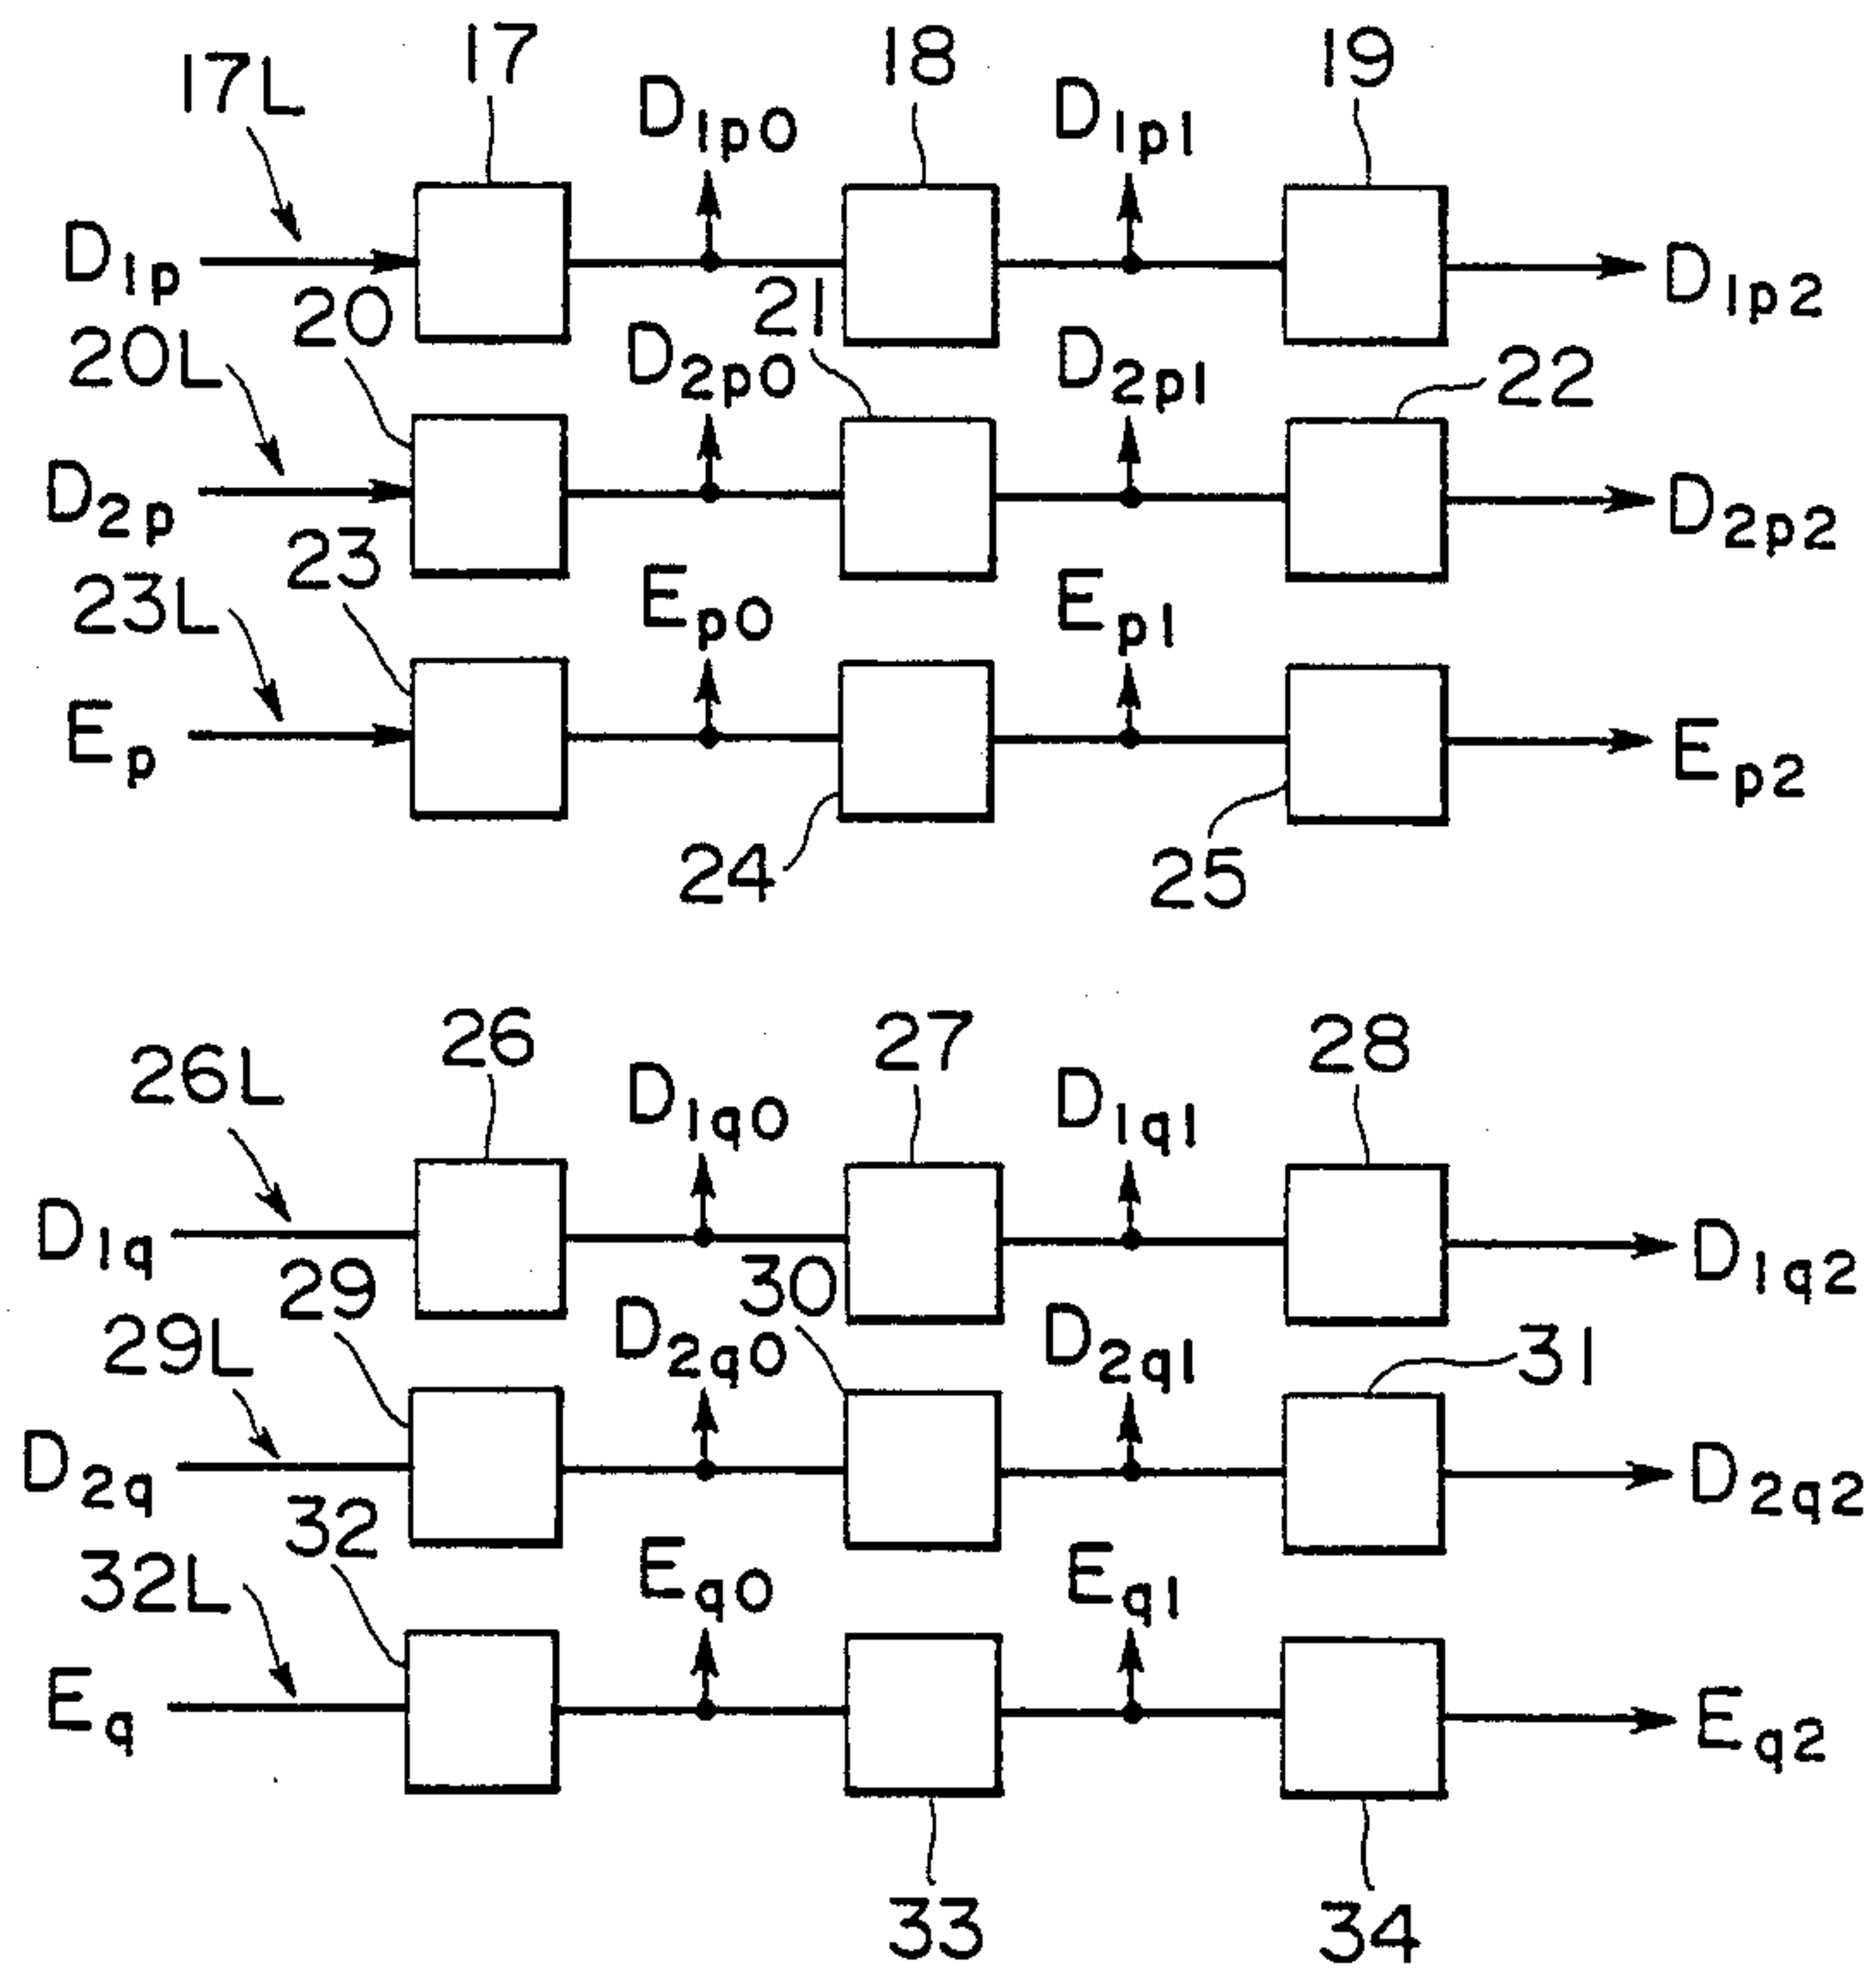 17 18 19
17L D1p0 D1p1
D1p 20 21 D1p2
20L D2p0 D2p1 22
D2p 23 D2p2
23L Ep0 Ep1
Ep Ep2
24 25
26 27 28
26L D1q0 D1q1
D1q 29 30 D1q2
29L D2q0 D2q1 31
D2q 32 D2q2
32L Eq0 Eq1
Eq Eq2
33 34